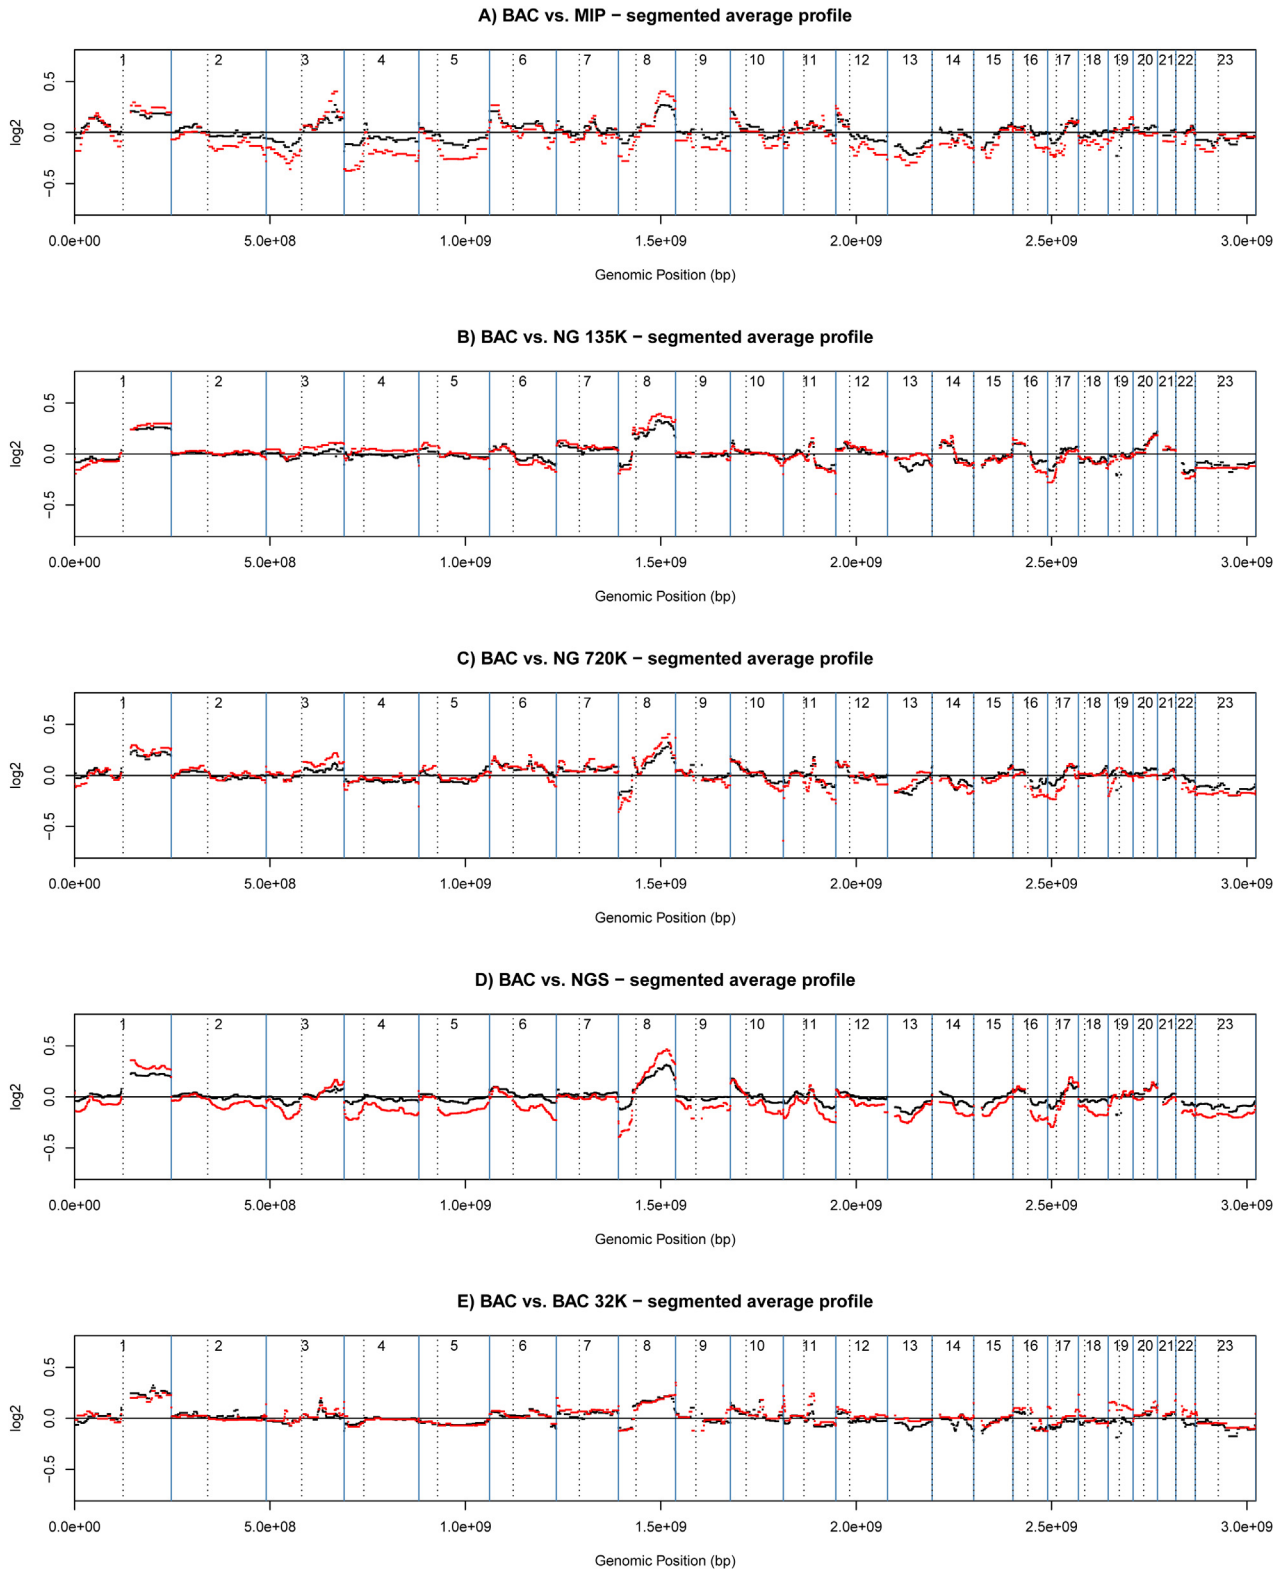 A) BAC vs. MIP − segmented average profile
1 2 3 4 5 6 7 8 9 10 11 12 13 14 15 16 17 18 19 20 21 22 23
log2
0.5
0.0
−0.5
0.0e+00 5.0e+08 1.0e+09 1.5e+09 2.0e+09 2.5e+09 3.0e+09
Genomic Position (bp)
B) BAC vs. NG 135K − segmented average profile
1 2 3 4 5 6 7 8 9 10 11 12 13 14 15 16 17 18 19 20 21 22 23
log2
0.5
0.0
−0.5
0.0e+00 5.0e+08 1.0e+09 1.5e+09 2.0e+09 2.5e+09 3.0e+09
Genomic Position (bp)
C) BAC vs. NG 720K − segmented average profile
1 2 3 4 5 6 7 8 9 10 11 12 13 14 15 16 17 18 19 20 21 22 23
log2
0.5
0.0
−0.5
0.0e+00 5.0e+08 1.0e+09 1.5e+09 2.0e+09 2.5e+09 3.0e+09
Genomic Position (bp)
D) BAC vs. NGS − segmented average profile
1 2 3 4 5 6 7 8 9 10 11 12 13 14 15 16 17 18 19 20 21 22 23
log2
0.5
0.0
−0.5
0.0e+00 5.0e+08 1.0e+09 1.5e+09 2.0e+09 2.5e+09 3.0e+09
Genomic Position (bp)
E) BAC vs. BAC 32K − segmented average profile
1 2 3 4 5 6 7 8 9 10 11 12 13 14 15 16 17 18 19 20 21 22 23
log2
0.5
0.0
−0.5
0.0e+00 5.0e+08 1.0e+09 1.5e+09 2.0e+09 2.5e+09 3.0e+09
Genomic Position (bp)